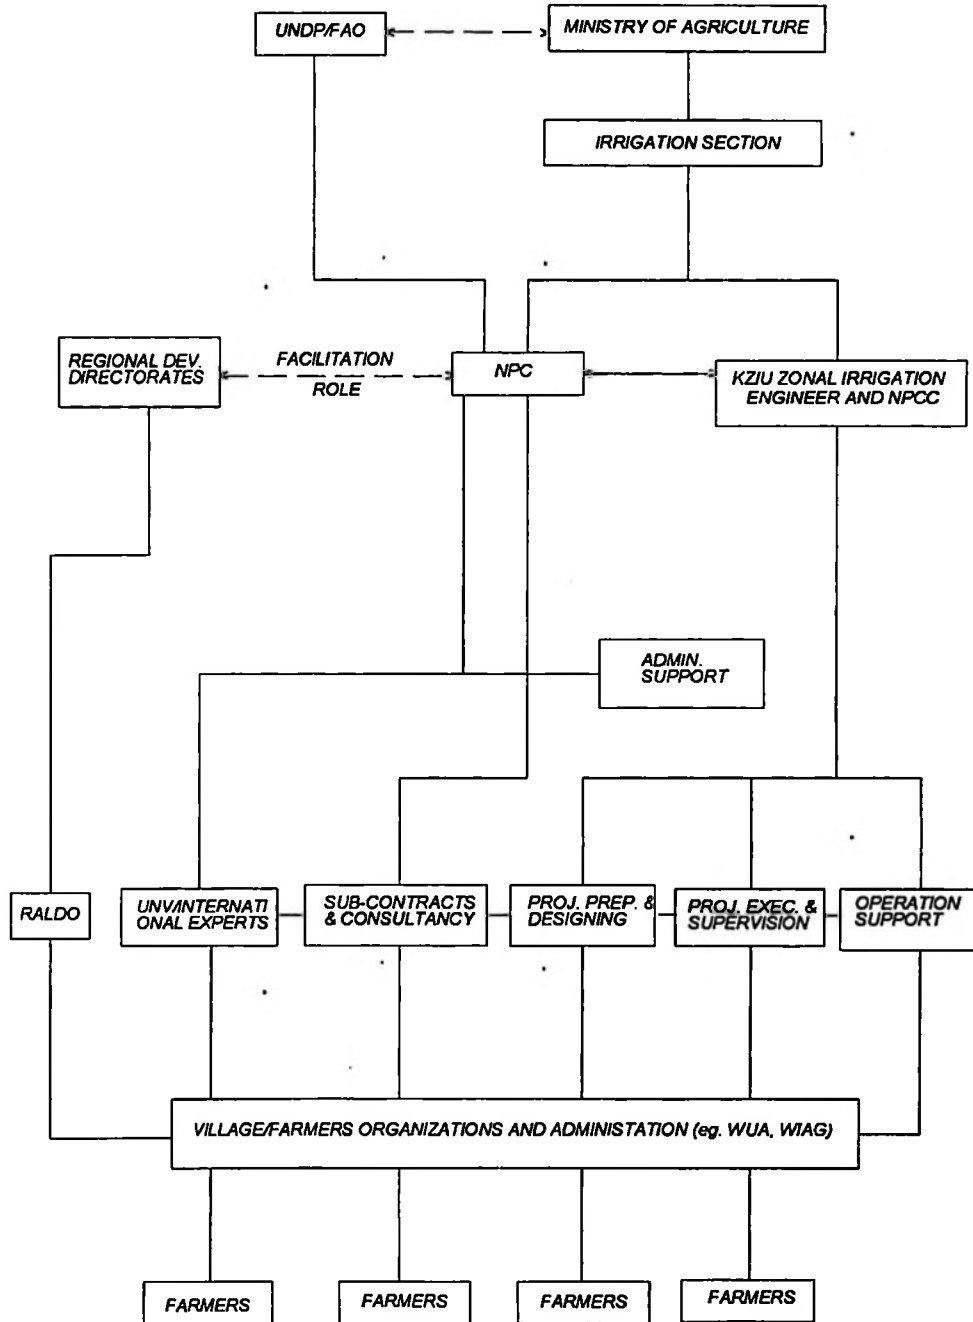 UNDP/FAO
MINISTRY OF AGRICULTURE
IRRIGATION SECTION
REGIONAL DEV.
DIRECTORATES
FACILITATION
ROLE
NPC
KZIU ZONAL IRRIGATION
ENGINEER AND NPCC
ADMIN.
SUPPORT
RALDO
UNV/INTERNATI
ONAL EXPERTS
SUB-CONTRACTS
& CONSULTANCY
PROJ. PREP. &
DESIGNING
PROJ. EXEC. &
SUPERVISION
OPERATION
SUPPORT
VILLAGE/FARMERS ORGANIZATIONS AND ADMINISTATION (eg. WUA, WIAG)
FARMERS
FARMERS
FARMERS
FARMERS